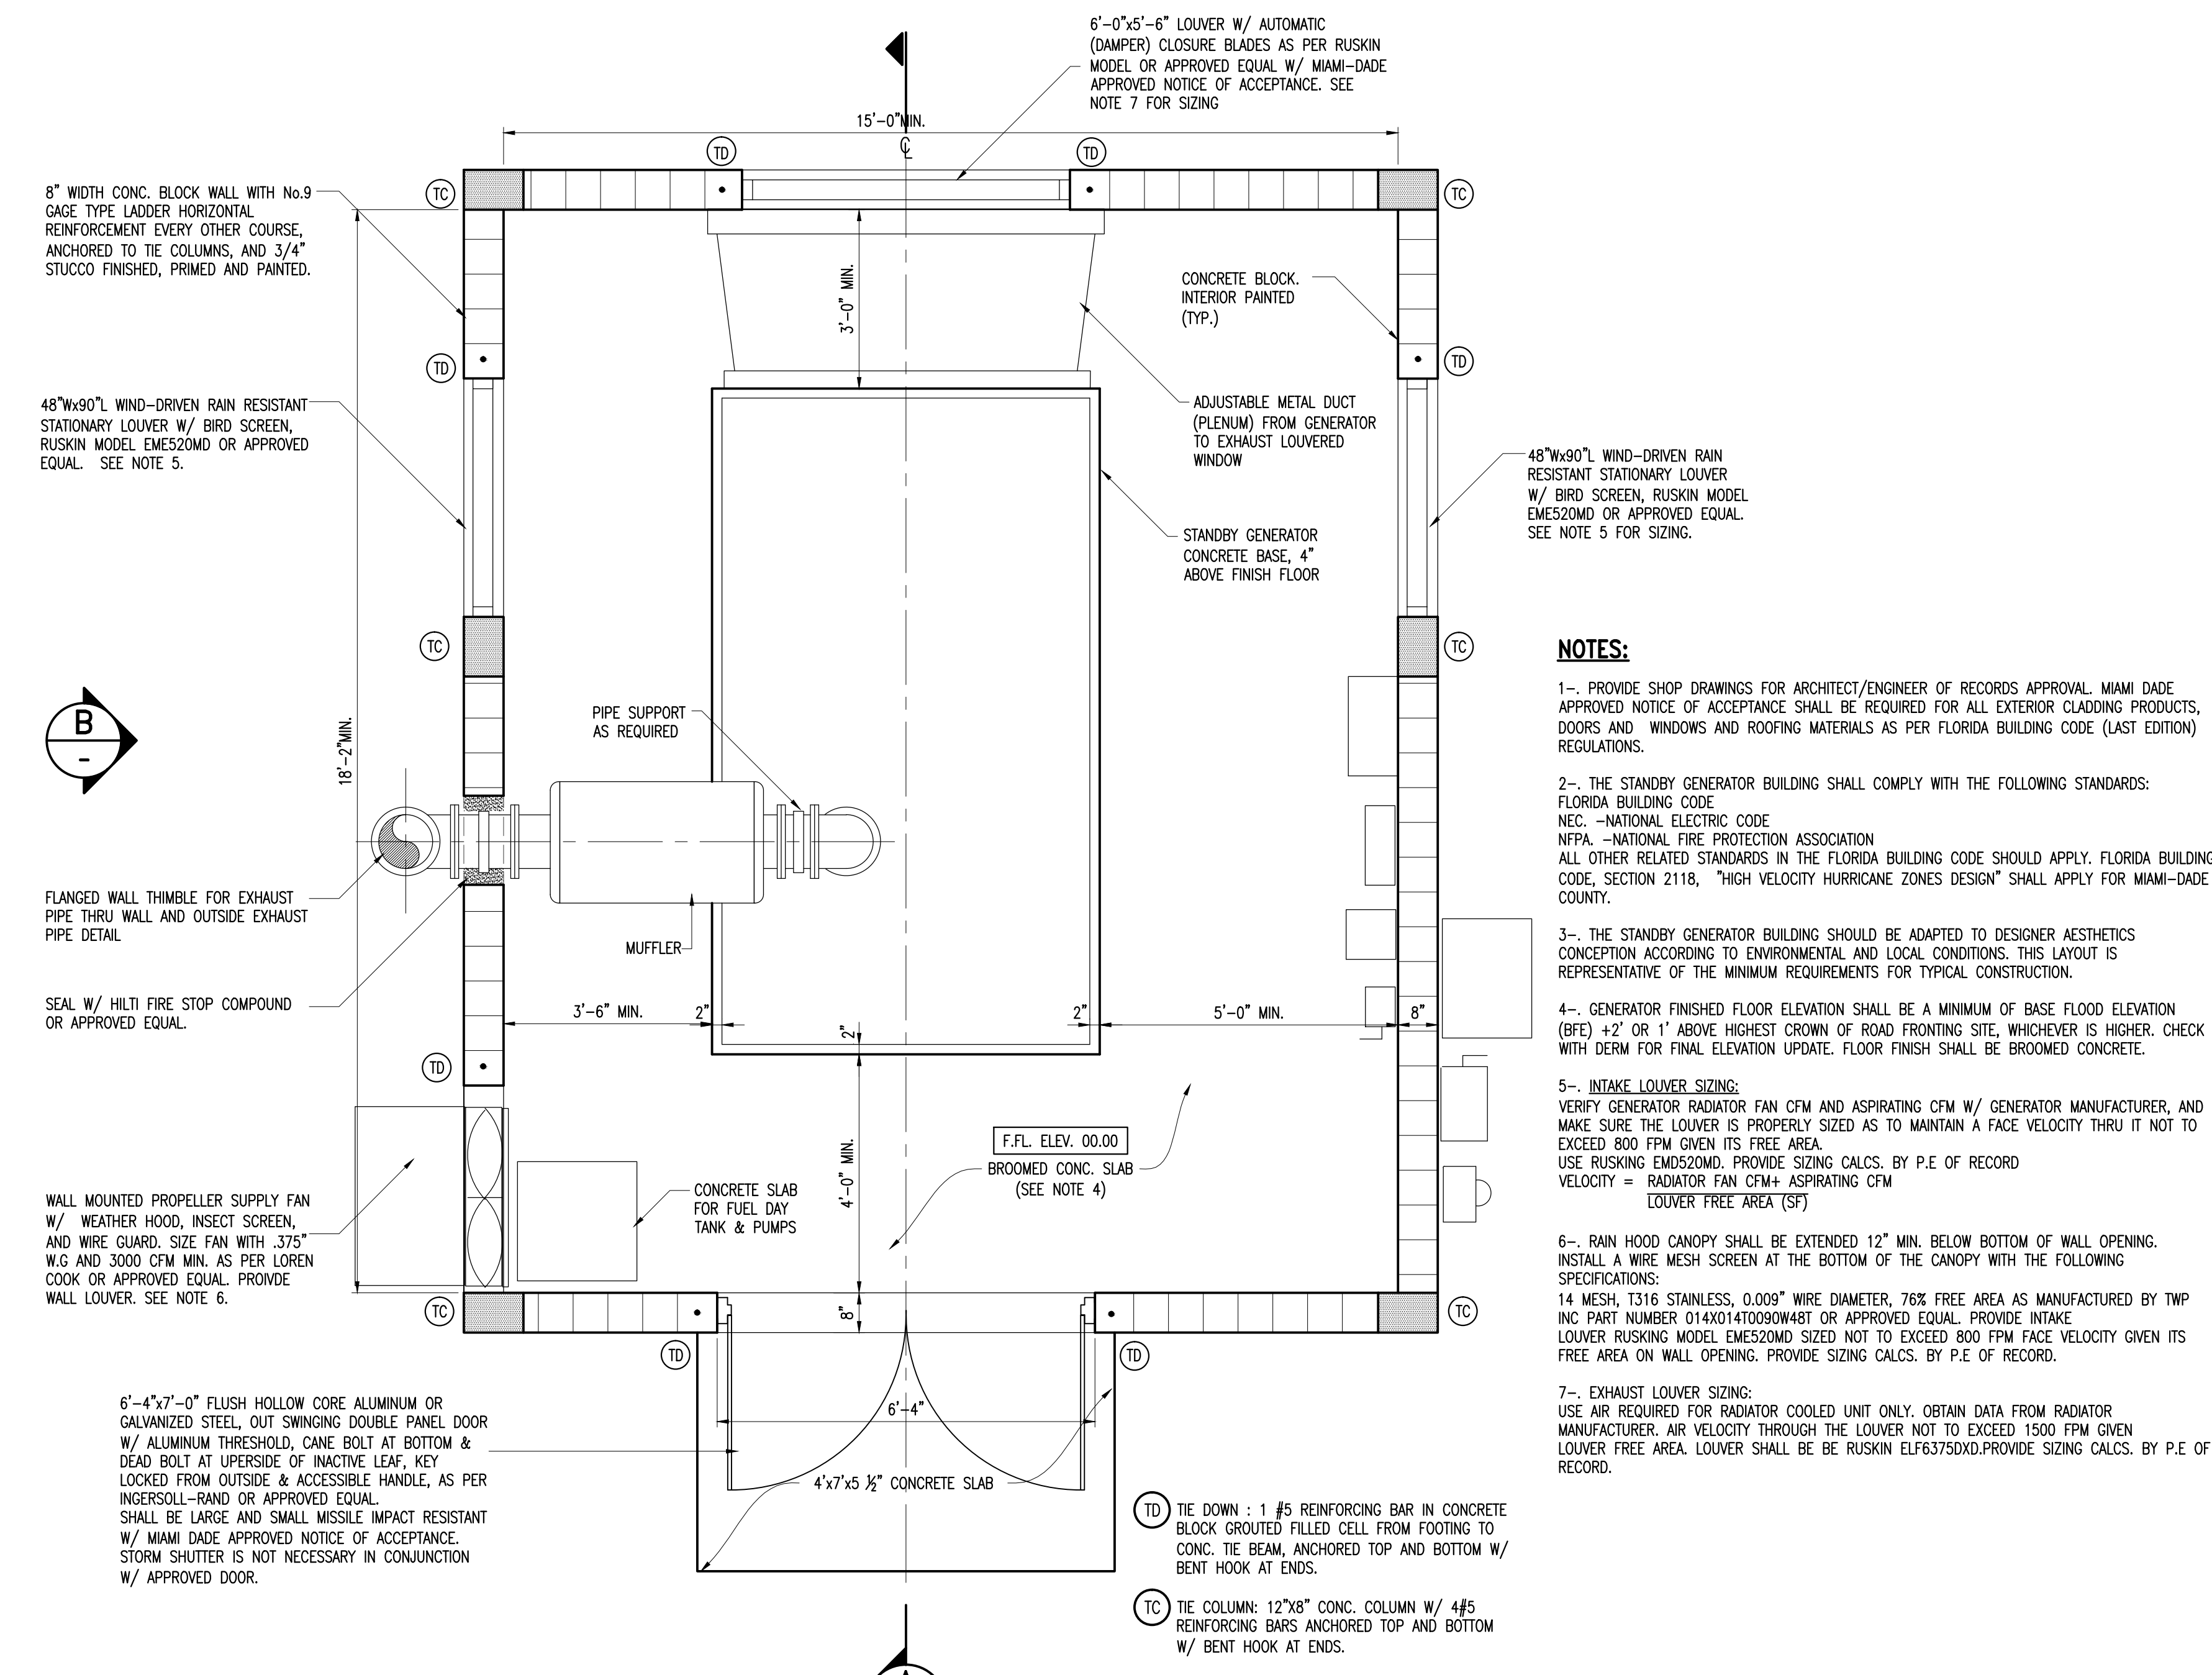 6'-0"x5'-6" LOUVER W/ AUTOMATIC
(DAMPER) CLOSURE BLADES AS PER RUSKIN
MODEL OR APPROVED EQUAL W/ MIAMI-DADE
APPROVED NOTICE OF ACCEPTANCE. SEE
NOTE 7 FOR SIZING
15'-0"MIN.
CL
TD
TD
TC
TC
8" WIDTH CONC. BLOCK WALL WITH No.9
GAGE TYPE LADDER HORIZONTAL
REINFORCEMENT EVERY OTHER COURSE,
ANCHORED TO TIE COLUMNS, AND 3/4"
STUCCO FINISHED, PRIMED AND PAINTED.
3'-0" MIN.
CONCRETE BLOCK.
INTERIOR PAINTED
(TYP.)
TD
TD
48"Wx90"L WIND-DRIVEN RAIN RESISTANT
STATIONARY LOUVER W/ BIRD SCREEN,
RUSKIN MODEL EME520MD OR APPROVED
EQUAL. SEE NOTE 5.
ADJUSTABLE METAL DUCT
(PLENUM) FROM GENERATOR
TO EXHAUST LOUVERED
WINDOW
48"Wx90"L WIND-DRIVEN RAIN
RESISTANT STATIONARY LOUVER
W/ BIRD SCREEN, RUSKIN MODEL
EME520MD OR APPROVED EQUAL.
SEE NOTE 5 FOR SIZING.
STANDBY GENERATOR
CONCRETE BASE, 4"
ABOVE FINISH FLOOR
TC
TC
B
-
18'-2"MIN.
PIPE SUPPORT
AS REQUIRED
FLANGED WALL THIMBLE FOR EXHAUST
PIPE THRU WALL AND OUTSIDE EXHAUST
PIPE DETAIL
MUFFLER
SEAL W/ HILTI FIRE STOP COMPOUND
OR APPROVED EQUAL.
3'-6" MIN.
2"
2"
2"
5'-0" MIN.
8"
TD
4'-0" MIN.
F.FL. ELEV. 00.00
BROOMED CONC. SLAB
(SEE NOTE 4)
CONCRETE SLAB
FOR FUEL DAY
TANK & PUMPS
WALL MOUNTED PROPELLER SUPPLY FAN
W/ WEATHER HOOD, INSECT SCREEN,
AND WIRE GUARD. SIZE FAN WITH .375"
W.G AND 3000 CFM MIN. AS PER LOREN
COOK OR APPROVED EQUAL. PROIVDE
WALL LOUVER. SEE NOTE 6.
TC
TC
8"
TD
TD
6'-4"
6'-4"x7'-0" FLUSH HOLLOW CORE ALUMINUM OR
GALVANIZED STEEL, OUT SWINGING DOUBLE PANEL DOOR
W/ ALUMINUM THRESHOLD, CANE BOLT AT BOTTOM &
DEAD BOLT AT UPERSIDE OF INACTIVE LEAF, KEY
LOCKED FROM OUTSIDE & ACCESSIBLE HANDLE, AS PER
INGERSOLL-RAND OR APPROVED EQUAL.
SHALL BE LARGE AND SMALL MISSILE IMPACT RESISTANT
W/ MIAMI DADE APPROVED NOTICE OF ACCEPTANCE.
STORM SHUTTER IS NOT NECESSARY IN CONJUNCTION
W/ APPROVED DOOR.
4'x7'x5 ½" CONCRETE SLAB
TD TIE DOWN : 1 #5 REINFORCING BAR IN CONCRETE
BLOCK GROUTED FILLED CELL FROM FOOTING TO
CONC. TIE BEAM, ANCHORED TOP AND BOTTOM W/
BENT HOOK AT ENDS.
TC TIE COLUMN: 12"X8" CONC. COLUMN W/ 4#5
REINFORCING BARS ANCHORED TOP AND BOTTOM
W/ BENT HOOK AT ENDS.
NOTES:
1-. PROVIDE SHOP DRAWINGS FOR ARCHITECT/ENGINEER OF RECORDS APPROVAL. MIAMI DADE
APPROVED NOTICE OF ACCEPTANCE SHALL BE REQUIRED FOR ALL EXTERIOR CLADDING PRODUCTS,
DOORS AND WINDOWS AND ROOFING MATERIALS AS PER FLORIDA BUILDING CODE (LAST EDITION)
REGULATIONS.
2-. THE STANDBY GENERATOR BUILDING SHALL COMPLY WITH THE FOLLOWING STANDARDS:
FLORIDA BUILDING CODE
NEC. -NATIONAL ELECTRIC CODE
NFPA. -NATIONAL FIRE PROTECTION ASSOCIATION
ALL OTHER RELATED STANDARDS IN THE FLORIDA BUILDING CODE SHOULD APPLY. FLORIDA BUILDING
CODE, SECTION 2118, "HIGH VELOCITY HURRICANE ZONES DESIGN" SHALL APPLY FOR MIAMI-DADE
COUNTY.
3-. THE STANDBY GENERATOR BUILDING SHOULD BE ADAPTED TO DESIGNER AESTHETICS
CONCEPTION ACCORDING TO ENVIRONMENTAL AND LOCAL CONDITIONS. THIS LAYOUT IS
REPRESENTATIVE OF THE MINIMUM REQUIREMENTS FOR TYPICAL CONSTRUCTION.
4-. GENERATOR FINISHED FLOOR ELEVATION SHALL BE A MINIMUM OF BASE FLOOD ELEVATION
(BFE) +2' OR 1' ABOVE HIGHEST CROWN OF ROAD FRONTING SITE, WHICHEVER IS HIGHER. CHECK
WITH DERM FOR FINAL ELEVATION UPDATE. FLOOR FINISH SHALL BE BROOMED CONCRETE.
5-. INTAKE LOUVER SIZING:
VERIFY GENERATOR RADIATOR FAN CFM AND ASPIRATING CFM W/ GENERATOR MANUFACTURER, AND
MAKE SURE THE LOUVER IS PROPERLY SIZED AS TO MAINTAIN A FACE VELOCITY THRU IT NOT TO
EXCEED 800 FPM GIVEN ITS FREE AREA.
USE RUSKING EMD520MD. PROVIDE SIZING CALCS. BY P.E OF RECORD
VELOCITY = RADIATOR FAN CFM+ ASPIRATING CFM
LOUVER FREE AREA (SF)
6-. RAIN HOOD CANOPY SHALL BE EXTENDED 12" MIN. BELOW BOTTOM OF WALL OPENING.
INSTALL A WIRE MESH SCREEN AT THE BOTTOM OF THE CANOPY WITH THE FOLLOWING
SPECIFICATIONS:
14 MESH, T316 STAINLESS, 0.009" WIRE DIAMETER, 76% FREE AREA AS MANUFACTURED BY TWP
INC PART NUMBER 014X014T0090W48T OR APPROVED EQUAL. PROVIDE INTAKE
LOUVER RUSKING MODEL EME520MD SIZED NOT TO EXCEED 800 FPM FACE VELOCITY GIVEN ITS
FREE AREA ON WALL OPENING. PROVIDE SIZING CALCS. BY P.E OF RECORD.
7-. EXHAUST LOUVER SIZING:
USE AIR REQUIRED FOR RADIATOR COOLED UNIT ONLY. OBTAIN DATA FROM RADIATOR
MANUFACTURER. AIR VELOCITY THROUGH THE LOUVER NOT TO EXCEED 1500 FPM GIVEN
LOUVER FREE AREA. LOUVER SHALL BE BE RUSKIN ELF6375DXD.PROVIDE SIZING CALCS. BY P.E OF
RECORD.